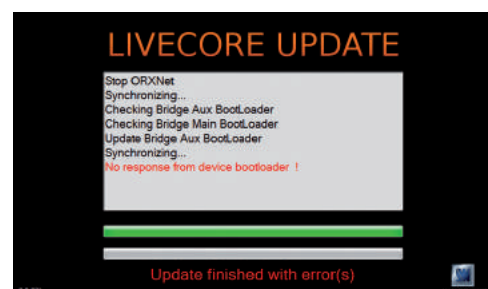 LIVECORE UPDATE
Stop ORXNet
Synchronizing...
Checking Bridge Aux BootLoader
Checking Bridge Main BootLoader
Update Bridge Aux BootLoader
Synchronizing...
No response from device bootloader !
Update finished with error(s)